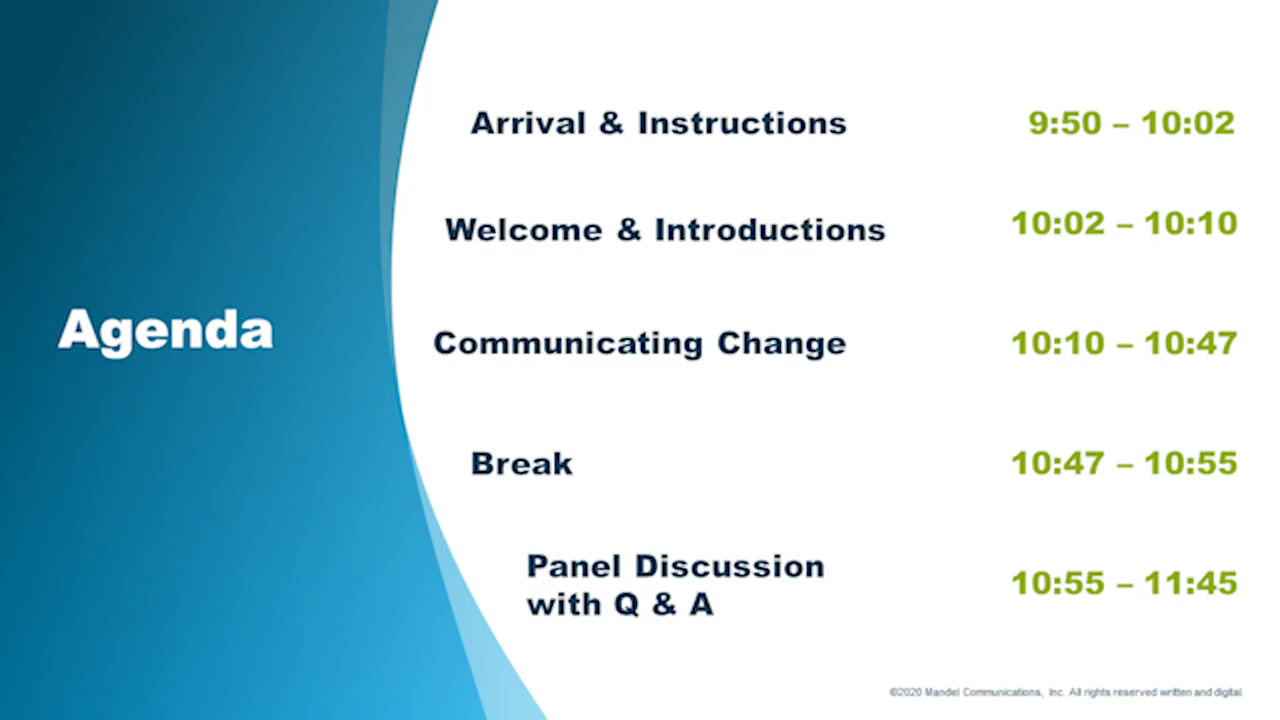 Agenda
Arrival & Instructions 9:50 – 10:02
Welcome & Introductions 10:02 – 10:10
Communicating Change 10:10 – 10:47
Break 10:47 – 10:55
Panel Discussion
with Q & A 10:55 – 11:45
©2020 Mandel Communications, Inc. All rights reserved written and digital.